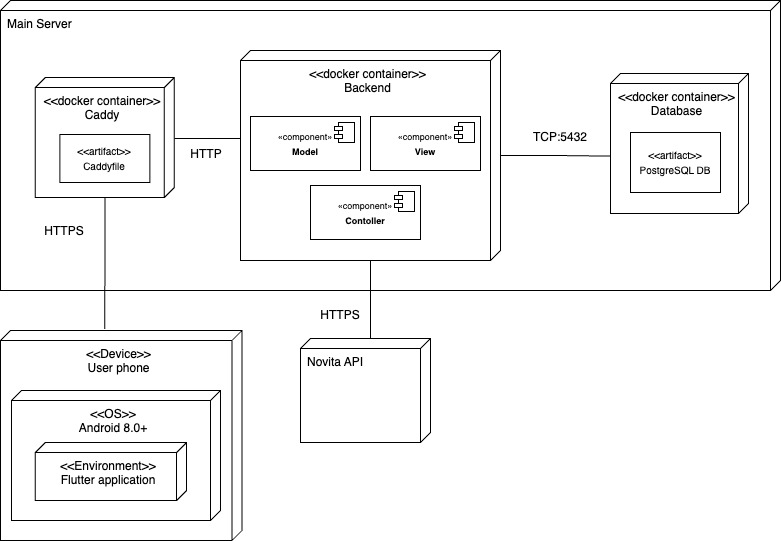 Main Server
<<docker container>>
Caddy
<<artifact>>
Caddyfile
HTTP
<<docker container>>
Backend
«component»
Model
«component»
View
«component»
Contoller
TCP:5432
<<docker container>>
Database
<<artifact>>
PostgreSQL DB
HTTPS
HTTPS
<<Device>>
User phone
<<OS>>
Android 8.0+
<<Environment>>
Flutter application
Novita API